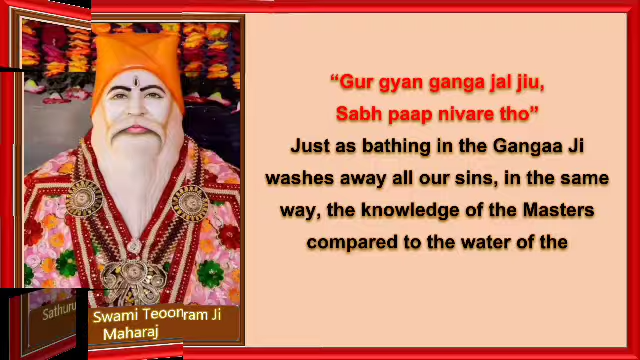 “Gur gyan ganga jal jiu,
Sabh paap nivare tho”
Just as bathing in the Gangaa Ji
washes away all our sins, in the same
way, the knowledge of the Masters
compared to the water of the
Swami Teoonram Ji
Maharaj